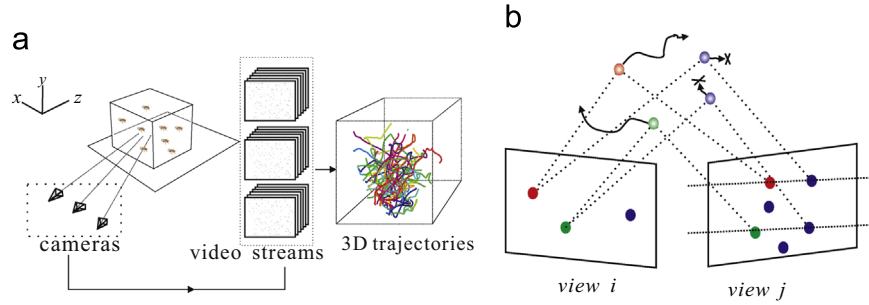 a
y
x
z
cameras
video streams
3D trajectories
b
view i
view j